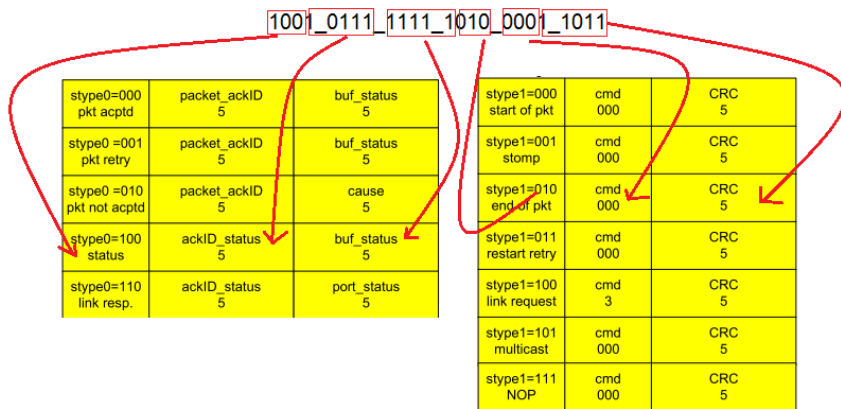 1001_0111_1111_1010_0001_1011
stype0=000 packet_ackID buf_status
pkt acptd 5 5
stype0 =001 packet_ackID buf_status
pkt retry 5 5
stype0 =010 packet_ackID cause
pkt not acptd 5 5
stype0=100 ackID_status buf_status
status 5 5
stype0=110 ackID_status port_status
link resp. 5 5
stype1=000 cmd CRC
start of pkt 000 5
stype1=001 cmd CRC
stomp 000 5
stype1=010 cmd CRC
end of pkt 000 5
stype1=011 cmd CRC
restart retry 000 5
stype1=100 cmd CRC
link request 3 5
stype1=101 cmd CRC
multicast 000 5
stype1=111 cmd CRC
NOP 000 5